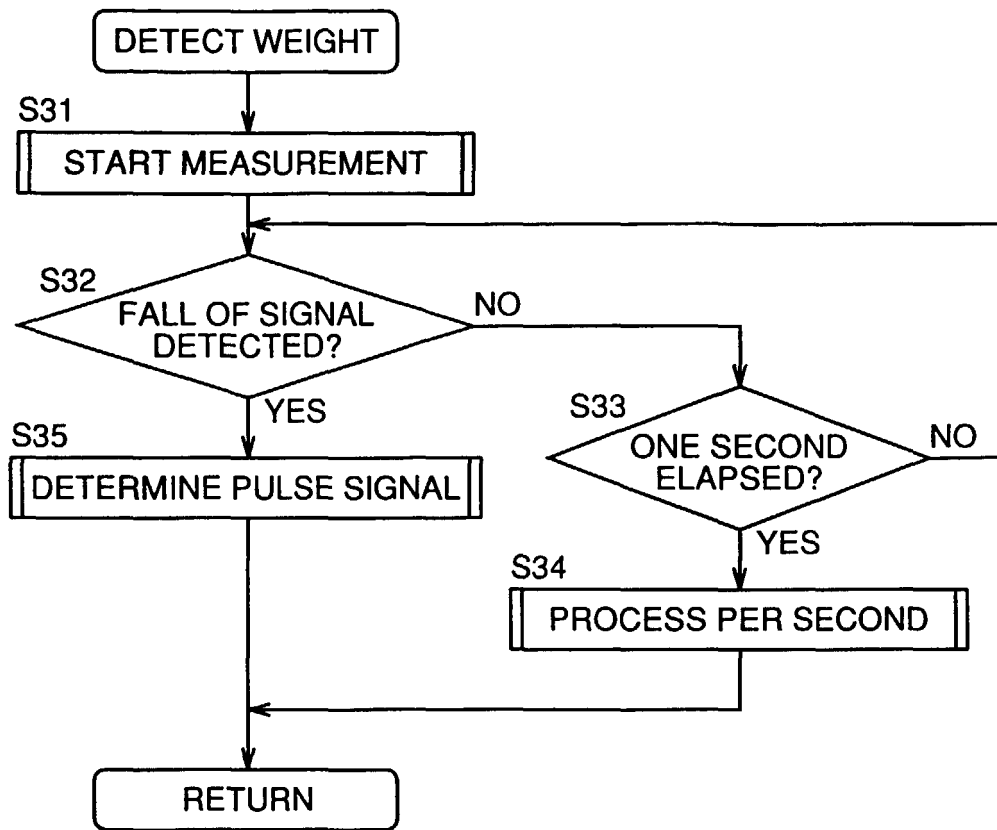 DETECT WEIGHT
S31
START MEASUREMENT
S32
FALL OF SIGNAL
DETECTED?
NO
YES
S33
ONE SECOND
ELAPSED?
NO
YES
S35
DETERMINE PULSE SIGNAL
S34
PROCESS PER SECOND
RETURN